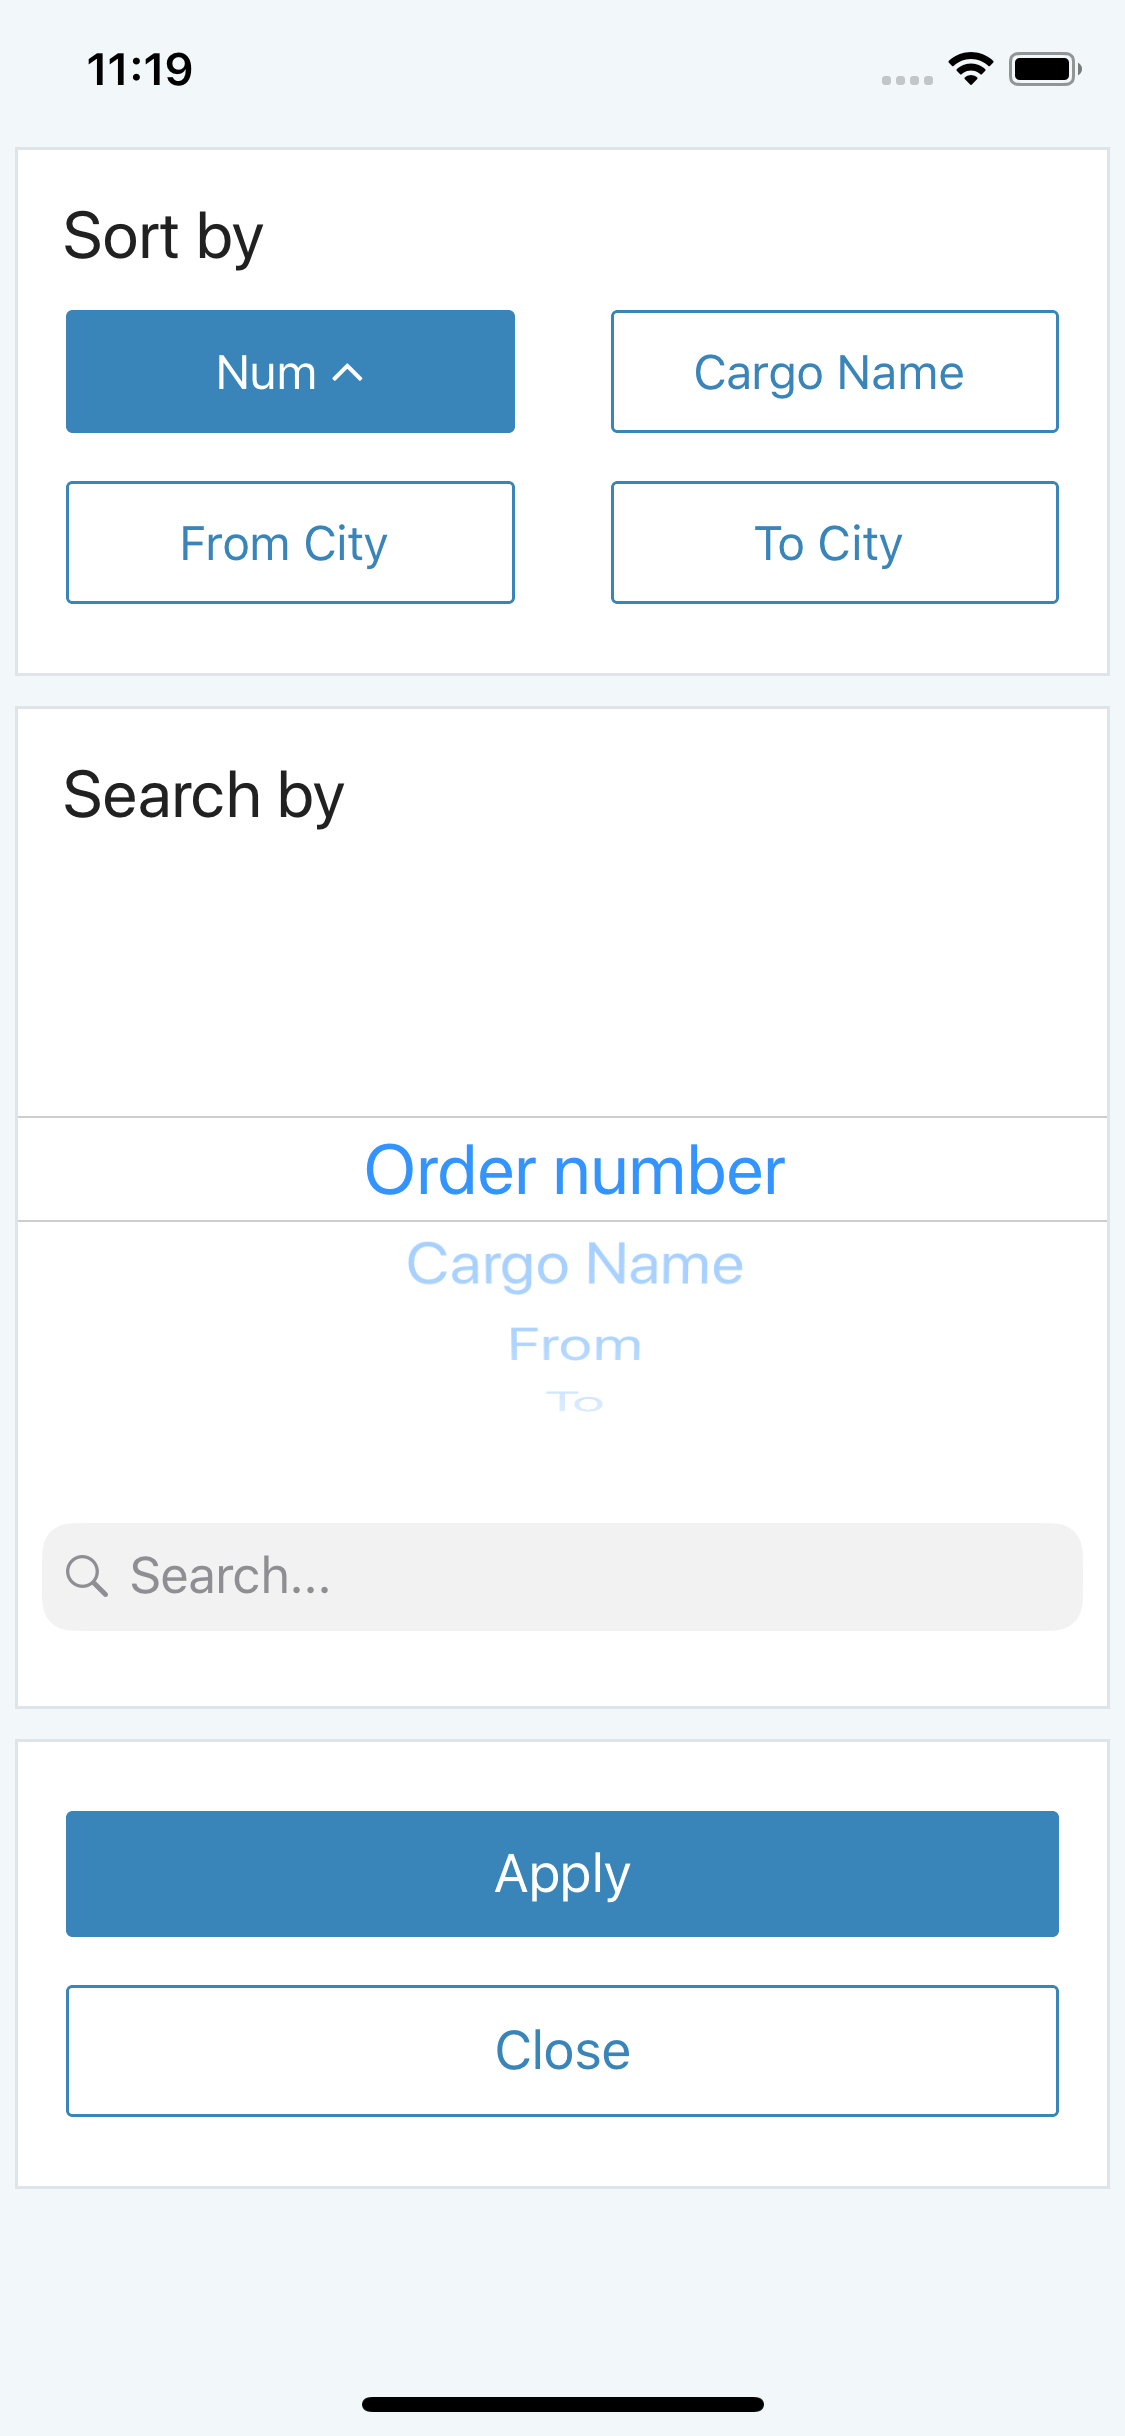 11:19
Sort by
Num
Cargo Name
From City
To City
Search by
Order number
Cargo Name
From
To
Search...
Apply
Close